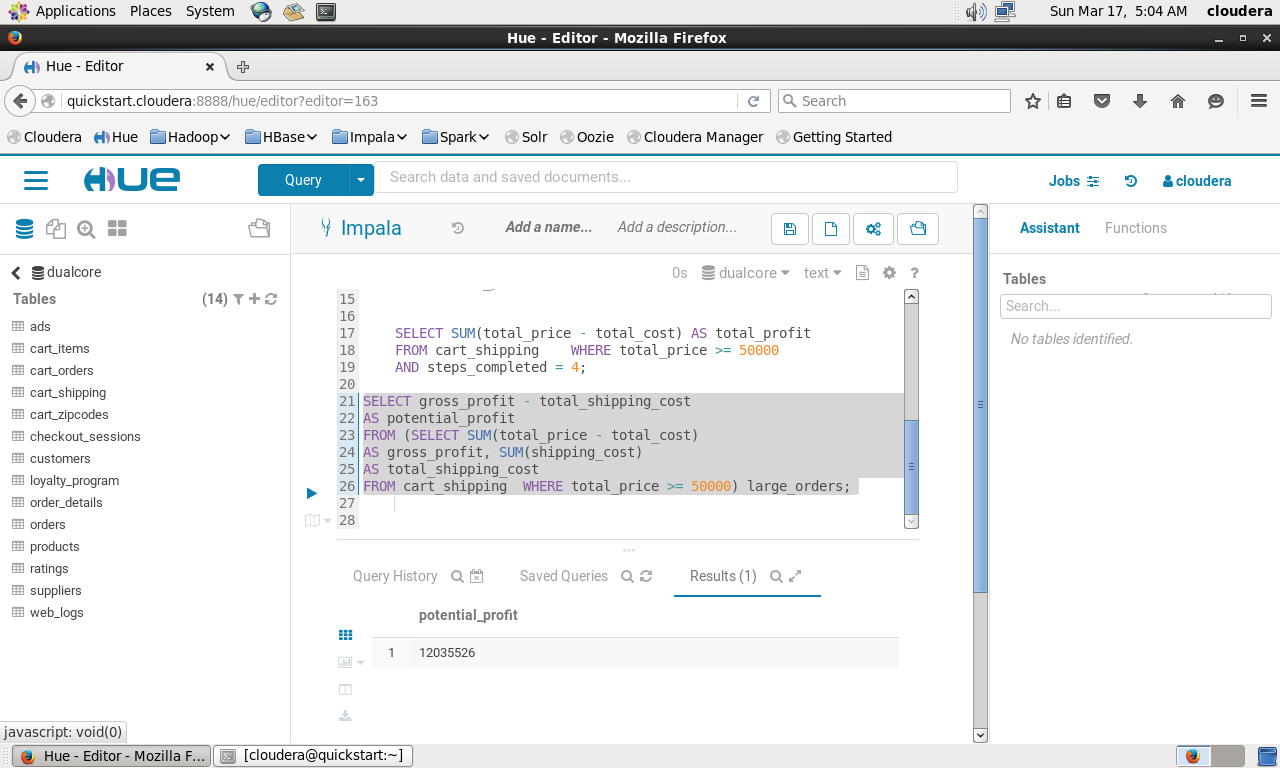 Applications Places System Sun Mar 17, 5:04 AM cloudera
Hue - Editor - Mozilla Firefox
Hue - Editor
quickstart.cloudera:8888/hue/editor?editor=163 Search
Cloudera Hue Hadoop HBase Impala Spark Solr Oozie Cloudera Manager Getting Started
HUE Query Search data and saved documents... Jobs cloudera
Impala Add a name... Add a description... Assistant Functions
dualcore 0s dualcore text ?
Tables (14) Tables
Search...
No tables identified.
ads
cart_items
cart_orders
cart_shipping
cart_zipcodes
checkout_sessions
customers
loyalty_program
order_details
orders
products
ratings
suppliers
web_logs
15
16
17 SELECT SUM(total_price - total_cost) AS total_profit
18 FROM cart_shipping WHERE total_price >= 50000
19 AND steps_completed = 4;
20
21 SELECT gross_profit - total_shipping_cost
22 AS potential_profit
23 FROM (SELECT SUM(total_price - total_cost)
24 AS gross_profit, SUM(shipping_cost)
25 AS total_shipping_cost
26 FROM cart_shipping WHERE total_price >= 50000) large_orders;
27
28
Query History Saved Queries Results (1)
potential_profit
1 12035526
javascript: void(0)
Hue - Editor - Mozilla F... [cloudera@quickstart:~]